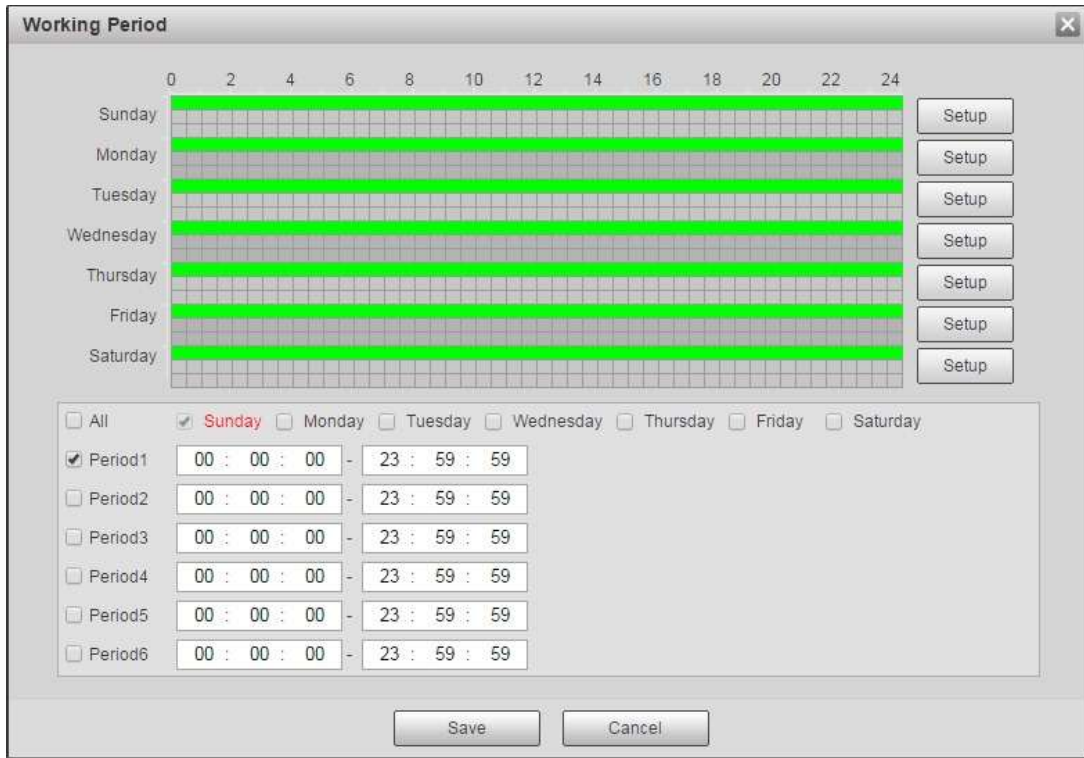 Working Period
0 2 4 6 8 10 12 14 16 18 20 22 24
Sunday Setup
Monday Setup
Tuesday Setup
Wednesday Setup
Thursday Setup
Friday Setup
Saturday Setup
All Sunday Monday Tuesday Wednesday Thursday Friday Saturday
Period1 00 : 00 : 00 - 23 : 59 : 59
Period2 00 : 00 : 00 - 23 : 59 : 59
Period3 00 : 00 : 00 - 23 : 59 : 59
Period4 00 : 00 : 00 - 23 : 59 : 59
Period5 00 : 00 : 00 - 23 : 59 : 59
Period6 00 : 00 : 00 - 23 : 59 : 59
Save Cancel